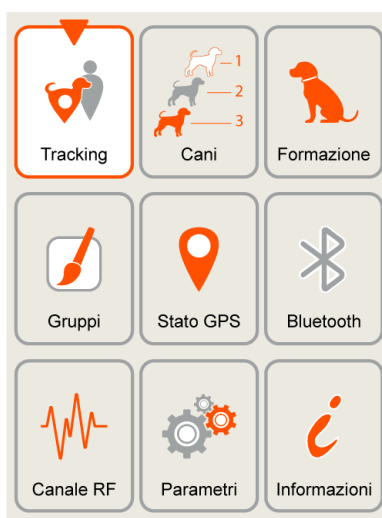 1
2
3
Tracking
Cani
Formazione
Gruppi
Stato GPS
Bluetooth
Canale RF
Parametri
Informazioni